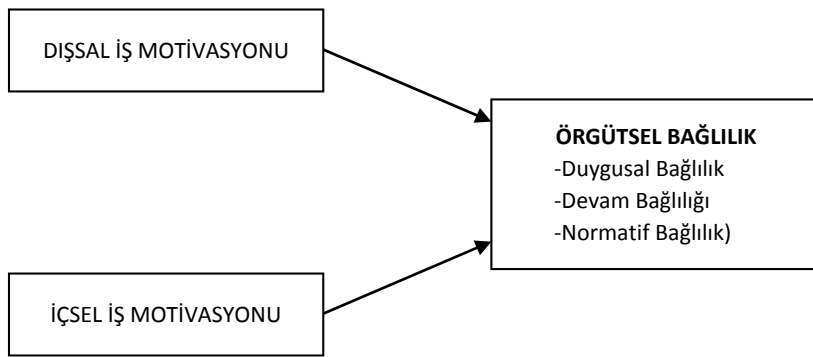 DIŞSAL İŞ MOTİVASYONU
ÖRGÜTSEL BAĞLILIK
-Duygusal Bağlılık
-Devam Bağlılığı
-Normatif Bağlılık)
İÇSEL İŞ MOTİVASYONU